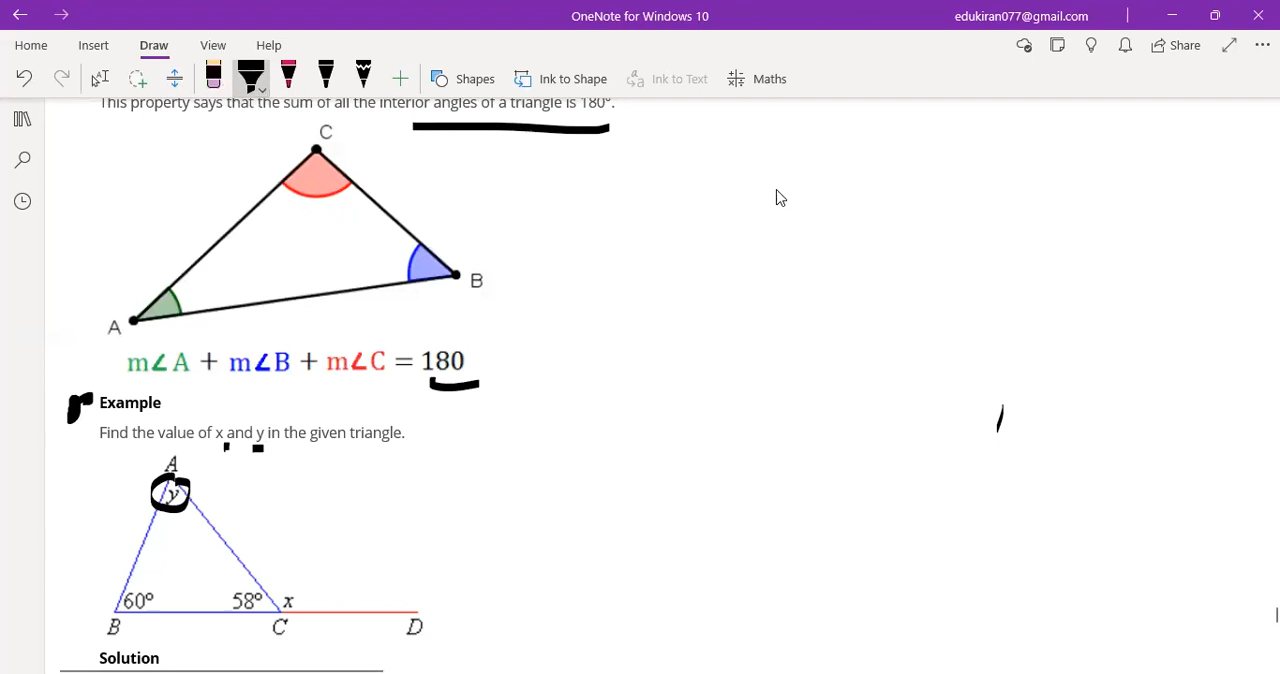 OneNote for Windows 10
edukiran077@gmail.com
Home Insert Draw View Help
Share
Shapes Ink to Shape Ink to Text Maths
This property says that the sum of all the interior angles of a triangle is 180°.
C
B
A
m∠A + m∠B + m∠C = 180
Example
Find the value of x and y in the given triangle.
A
y
60° 58° x
B C D
Solution